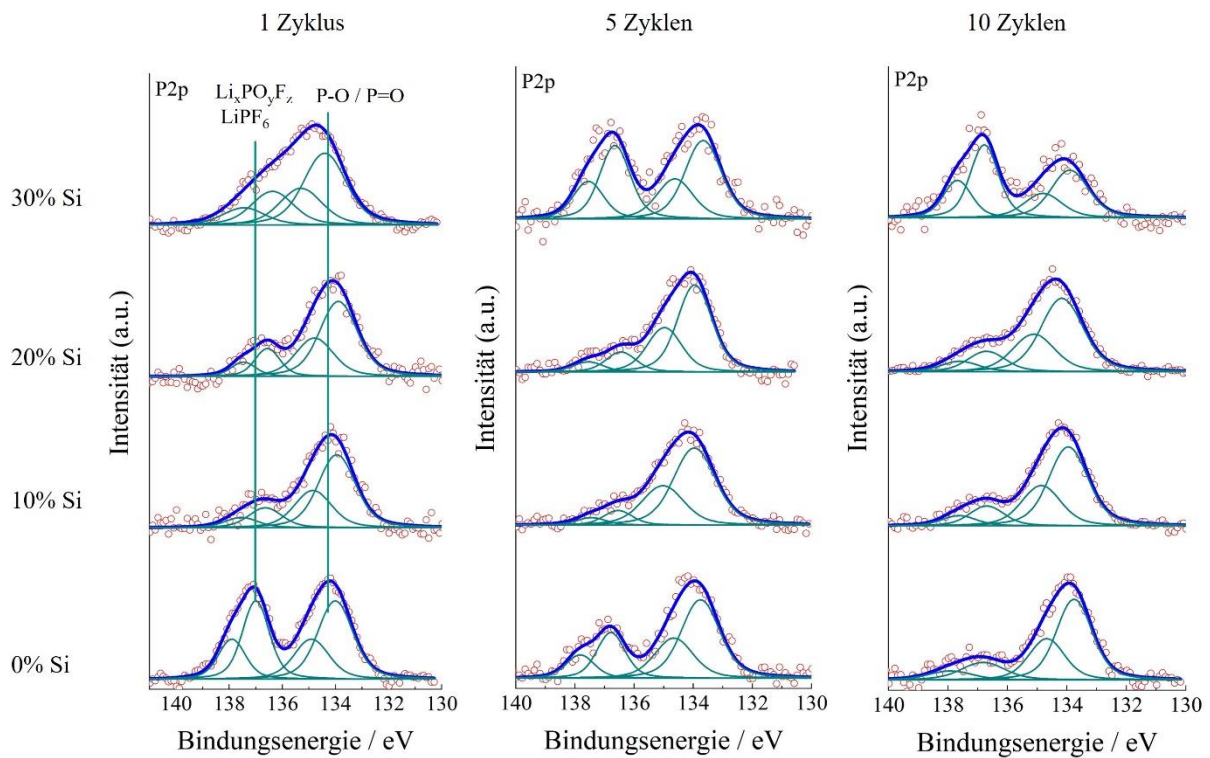 1 Zyklus
5 Zyklen
10 Zyklen
P2p
LiₓPOᵧF_z
LiPF₆
P-O / P=O
P2p
P2p
30% Si
20% Si
10% Si
0% Si
Intensität (a.u.)
Intensität (a.u.)
Intensität (a.u.)
140 138 136 134 132 130
140 138 136 134 132 130
140 138 136 134 132 130
Bindungsenergie / eV
Bindungsenergie / eV
Bindungsenergie / eV